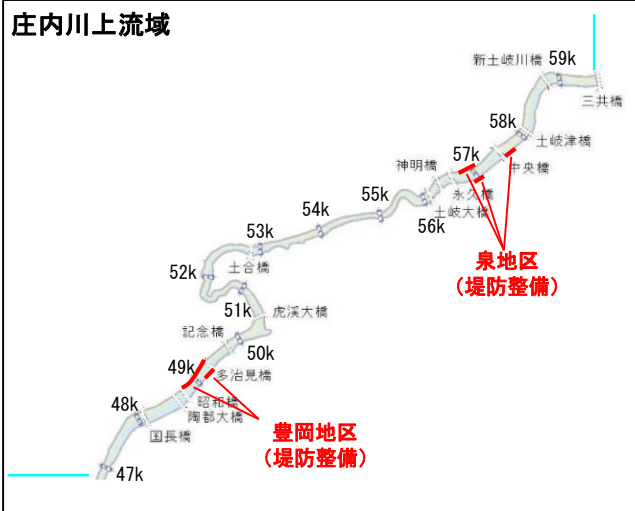 庄内川上流域
新土岐川橋
59k
三共橋
58k
土岐津橋
中央橋
57k
神明橋
永久橋
土岐大橋
56k
55k
54k
53k
土合橋
52k
51k
虎渓大橋
記念橋
50k
49k
多治見橋
昭和橋
陶都大橋
48k
国長橋
47k
泉地区
（堤防整備）
豊岡地区
（堤防整備）